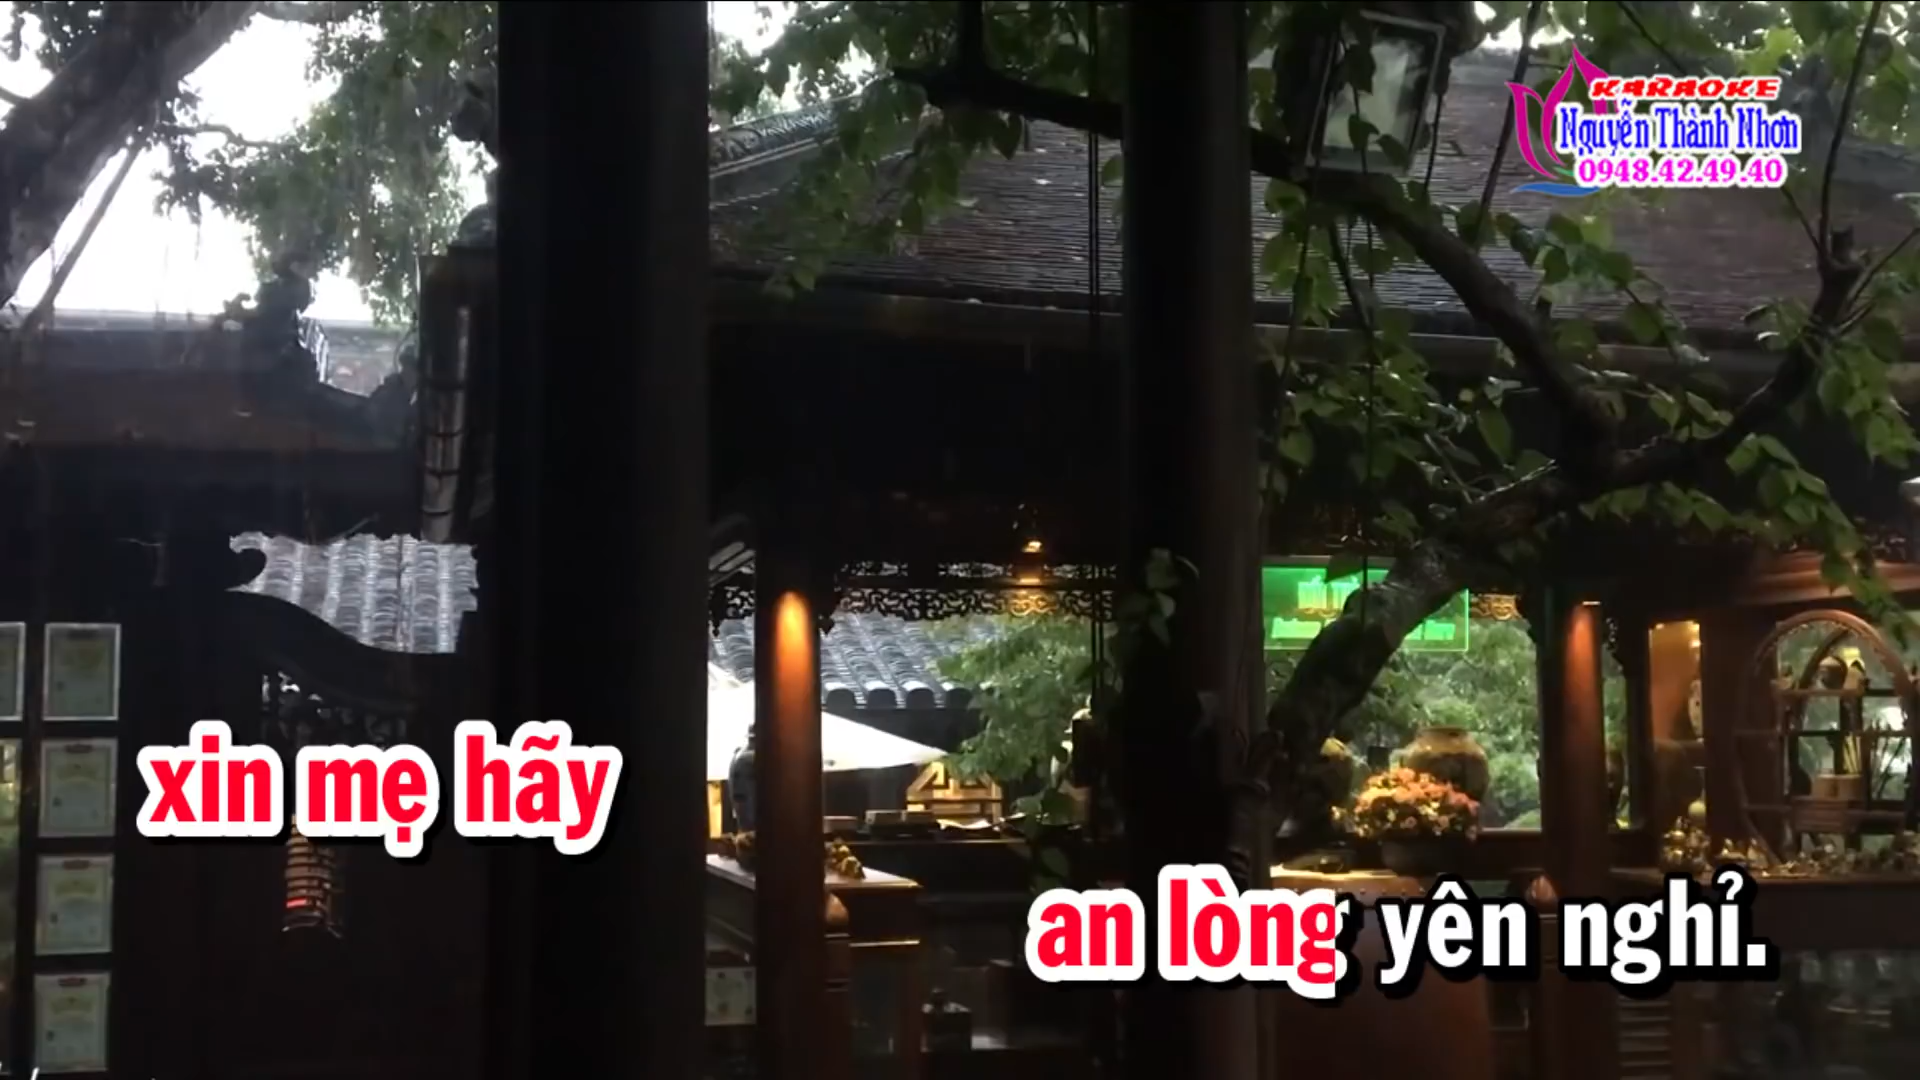 KARAOKE
Nguyễn Thành Nhơn
0948.42.49.40
xin mẹ hãy
an lòng yên nghỉ.